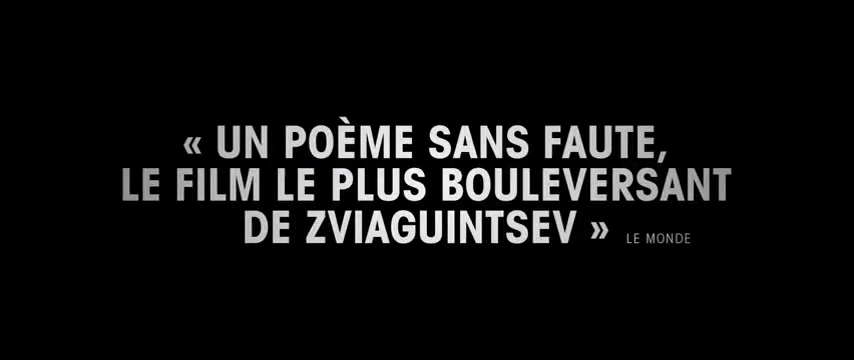 « UN POÈME SANS FAUTE,
LE FILM LE PLUS BOULEVERSANT
DE ZVIAGUINTSEV » LE MONDE